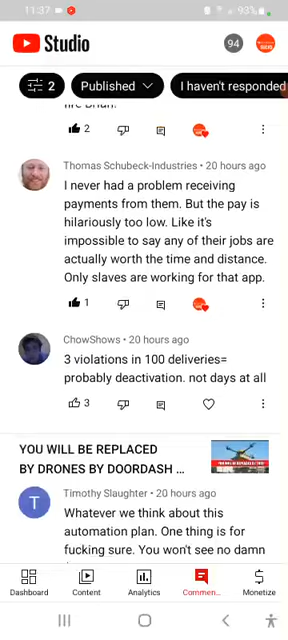 11:37
93%
Studio
94
2
Published
I haven't responded
fire Brian.
2
Thomas Schubeck-Industries • 20 hours ago
I never had a problem receiving
payments from them. But the pay is
hilariously too low. Like it's
impossible to say any of their jobs are
actually worth the time and distance.
Only slaves are working for that app.
1
ChowShows • 20 hours ago
3 violations in 100 deliveries=
probably deactivation. not days at all
3
YOU WILL BE REPLACED
BY DRONES BY DOORDASH ...
T
Timothy Slaughter • 20 hours ago
Whatever we think about this
automation plan. One thing is for
fucking sure. You won't see no damn
Dashboard
Content
Analytics
Commen...
Monetize